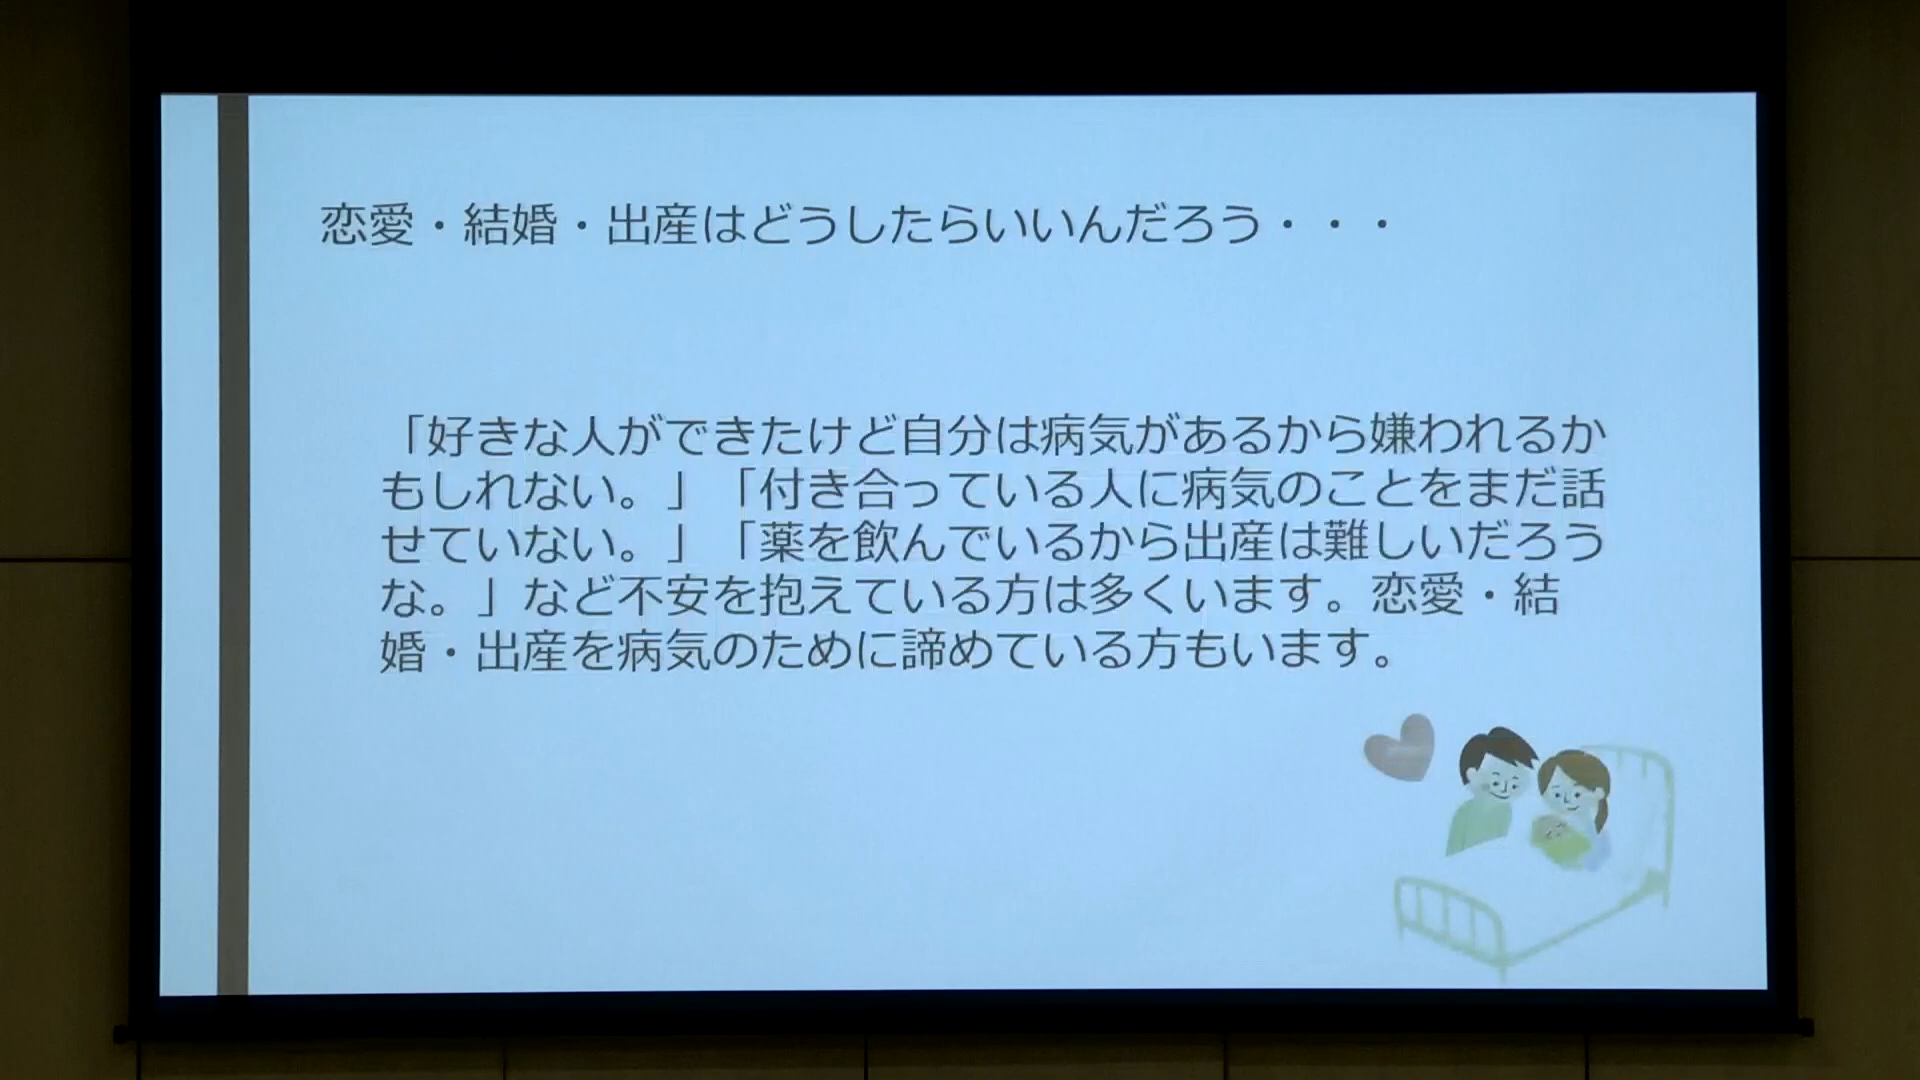 恋愛・結婚・出産はどうしたらいいんだろう・・・
「好きな人ができたけど自分は病気があるから嫌われるか
もしれない。」「付き合っている人に病気のことをまだ話
せていない。」「薬を飲んでいるから出産は難しいだろう
な。」など不安を抱えている方は多くいます。恋愛・結
婚・出産を病気のために諦めている方もいます。